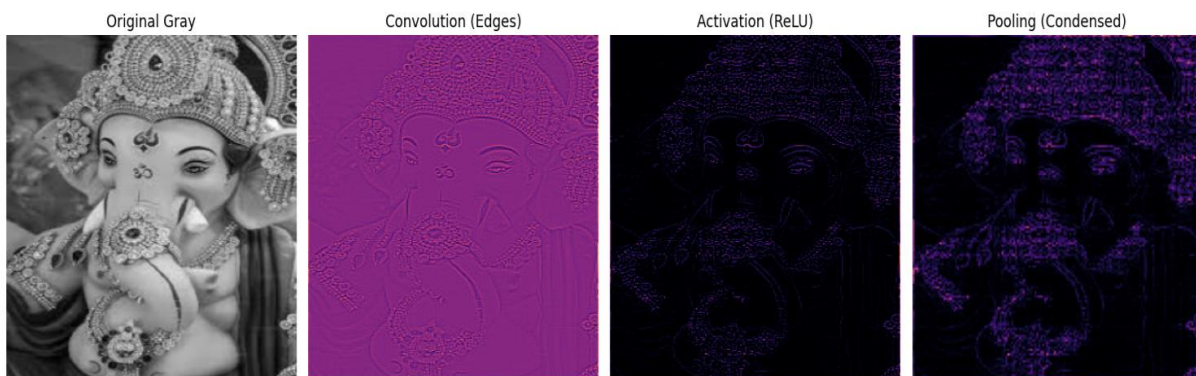 Original Gray
Convolution (Edges)
Activation (ReLU)
Pooling (Condensed)
ॐ